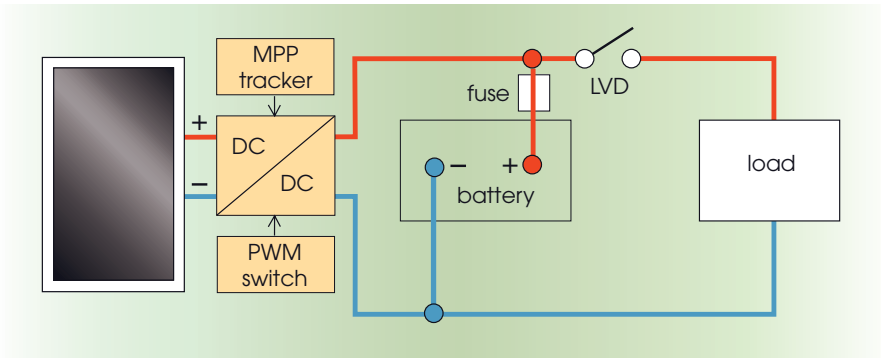 MPP
tracker
+
DC
−
DC
PWM
switch
fuse
LVD
− +
battery
load